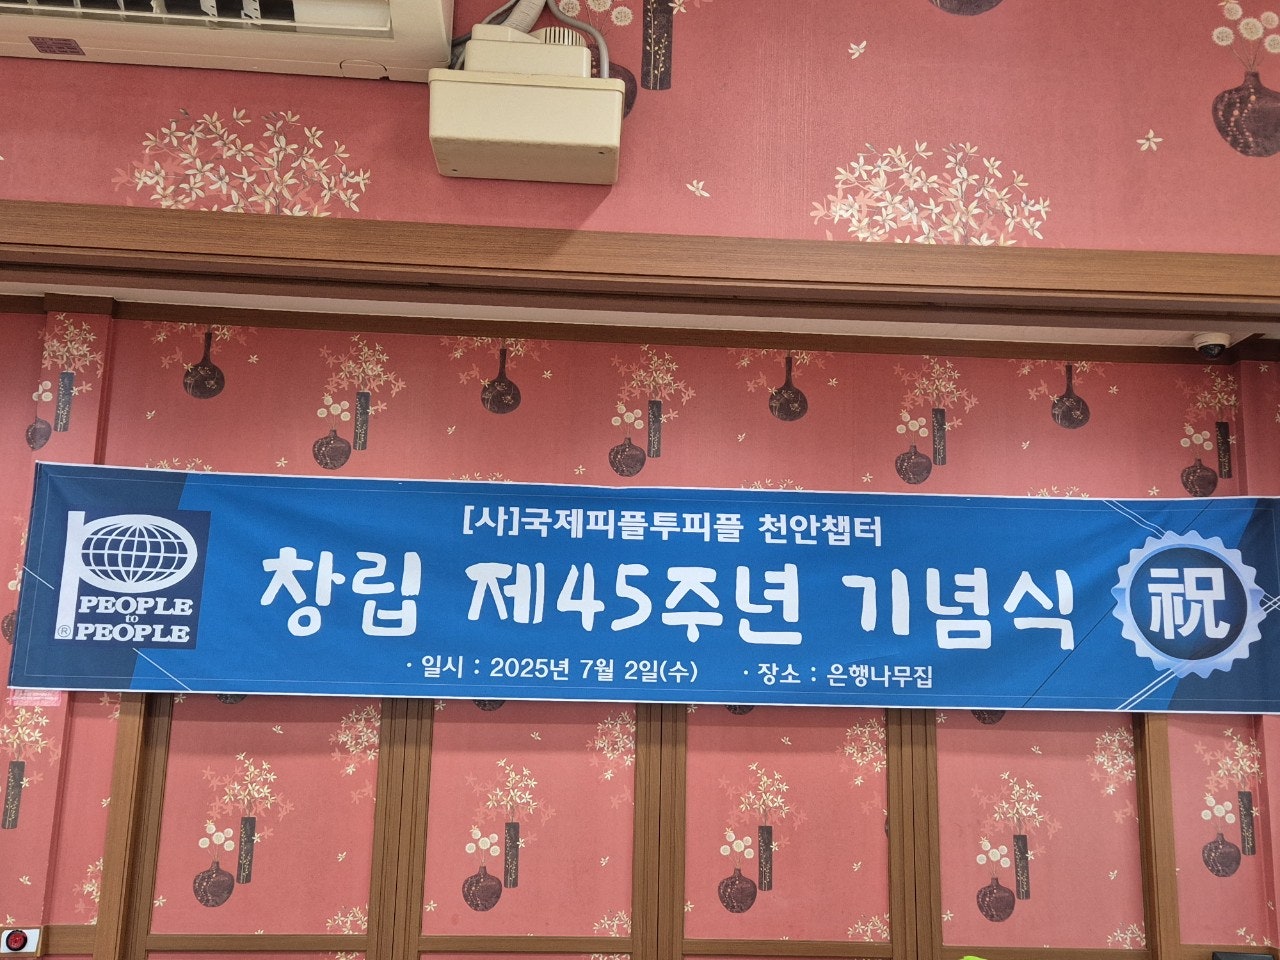 [사]국제피플투피플 천안챕터
창립 제45주년 기념식
· 일시 : 2025년 7월 2일(수) · 장소 : 은행나무집
PEOPLE
to
® PEOPLE
祝